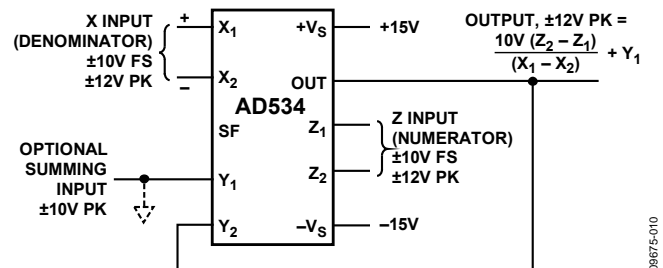 X INPUT
(DENOMINATOR)
±10V FS
±12V PK
+
–
X1
X2
SF
Y1
Y2
AD534
+VS
OUT
Z1
Z2
–VS
+15V
–15V
OPTIONAL
SUMMING
INPUT
±10V PK
Z INPUT
(NUMERATOR)
±10V FS
±12V PK
OUTPUT, ±12V PK =
10V (Z2 – Z1)
(X1 – X2)
+ Y1
09675-010